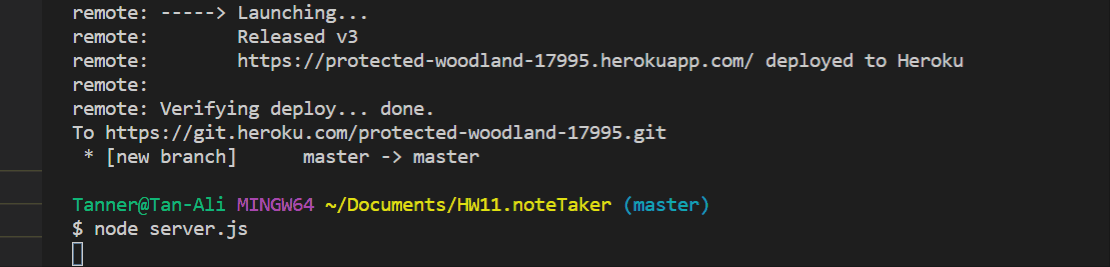 remote: -----> Launching...
remote:        Released v3
remote:        https://protected-woodland-17995.herokuapp.com/ deployed to Heroku
remote:
remote: Verifying deploy... done.
To https://git.heroku.com/protected-woodland-17995.git
 * [new branch]      master -> master
Tanner@Tan-Ali MINGW64 ~/Documents/HW11.noteTaker (master)
$ node server.js